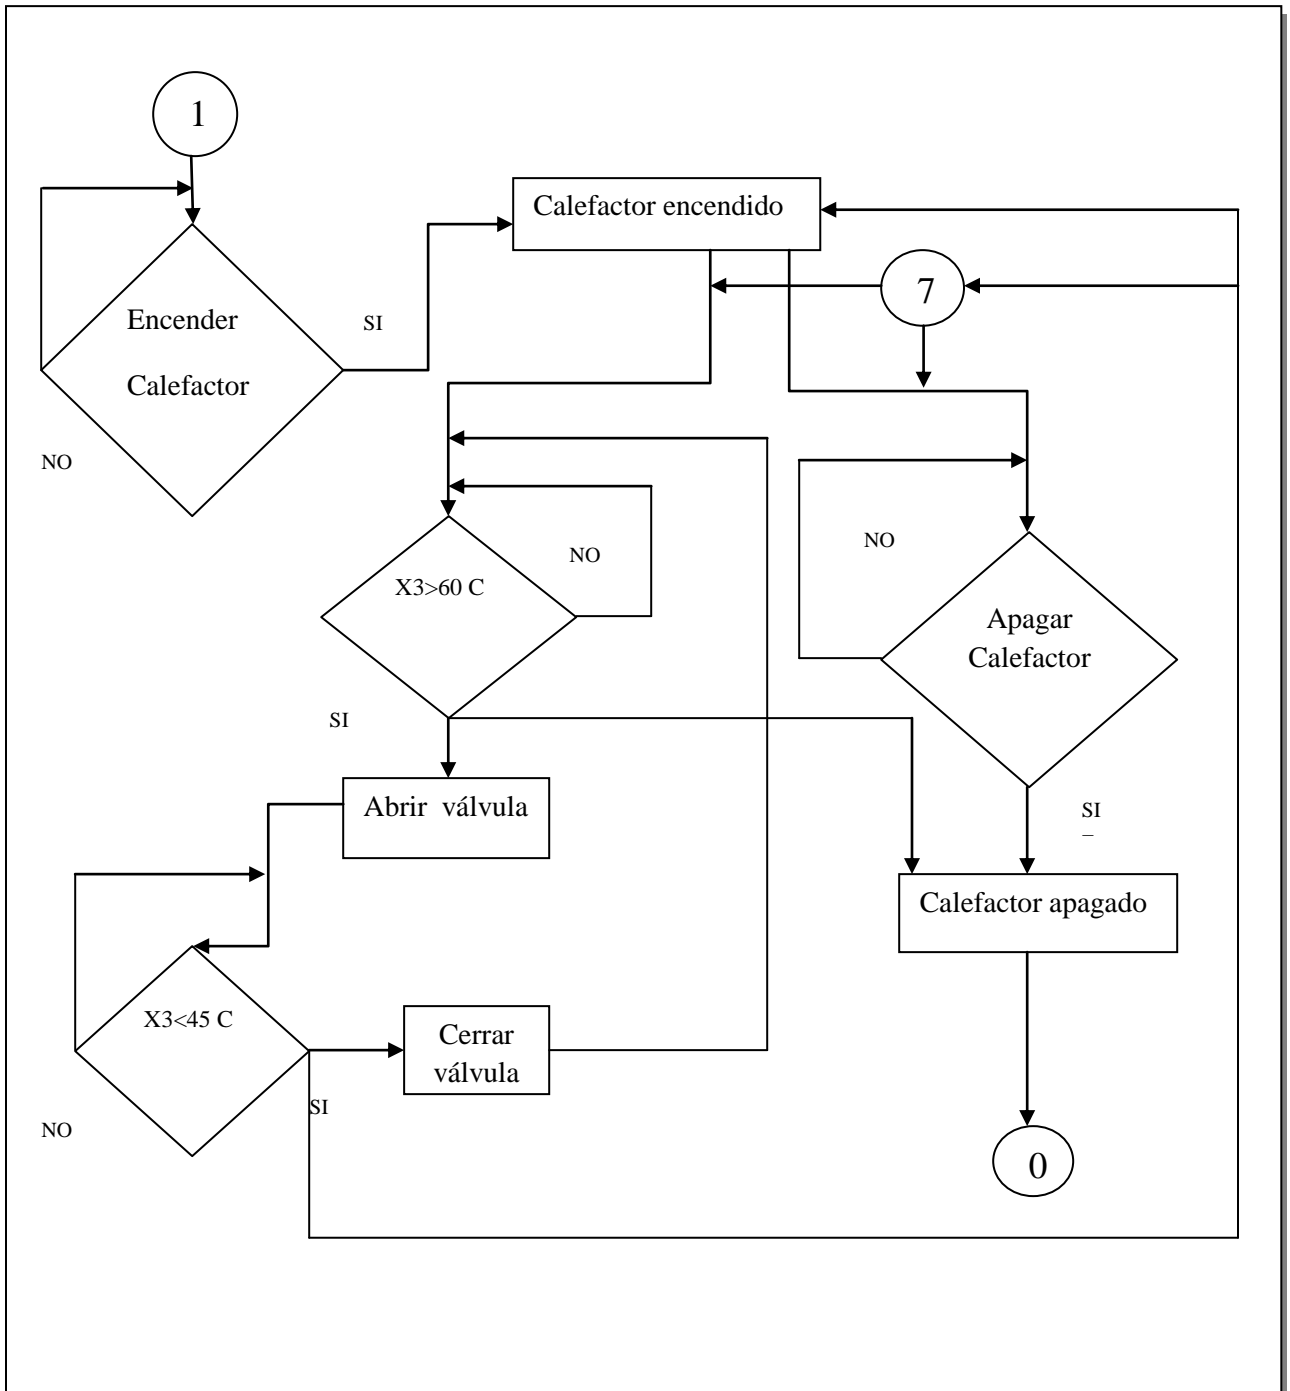 1
Calefactor encendido
7
Encender
Calefactor
SI
NO
X3>60 C
NO
NO
Apagar
Calefactor
SI
SI
Abrir válvula
Calefactor apagado
X3<45 C
Cerrar
válvula
SI
NO
0